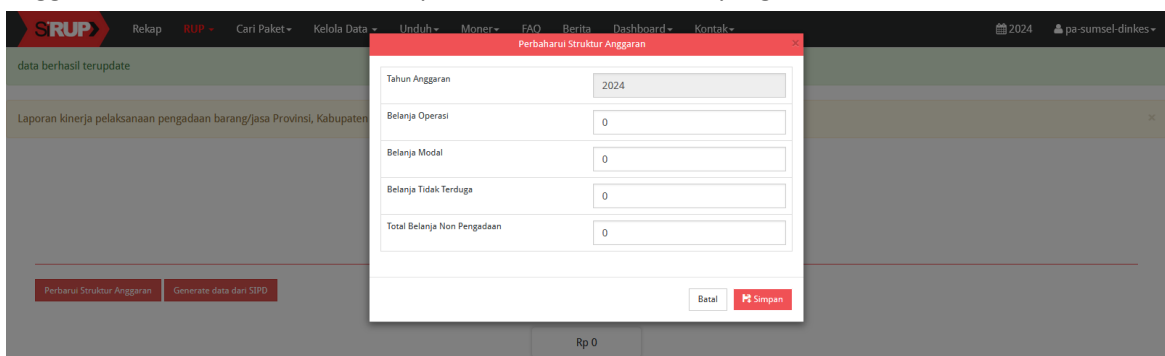 SIRUP Rekap RUP Cari Paket Kelola Data Unduh Moner FAQ Berita Dashboard Kontak 2024 pa-sumsel-dinkes
Perbaharui Struktur Anggaran ×
data berhasil terupdate
Tahun Anggaran 2024
Laporan kinerja pelaksanaan pengadaan barang/jasa Provinsi, Kabupaten ×
Belanja Operasi 0
Belanja Modal 0
Belanja Tidak Terduga 0
Total Belanja Non Pengadaan 0
Perbarui Struktur Anggaran Generate data dari SIPD
Batal Simpan
Rp 0